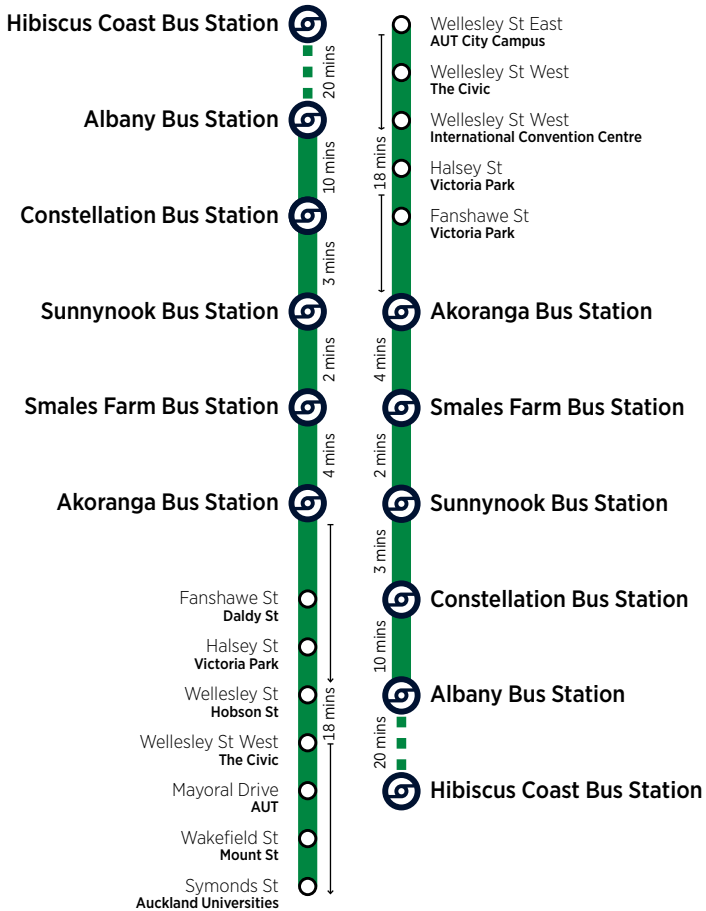 Hibiscus Coast Bus Station
20 mins
Albany Bus Station
10 mins
Constellation Bus Station
3 mins
Sunnynook Bus Station
2 mins
Smales Farm Bus Station
4 mins
Akoranga Bus Station
Fanshawe St
Daldy St
Halsey St
Victoria Park
Wellesley St
Hobson St
18 mins
Wellesley St West
The Civic
Mayoral Drive
AUT
Wakefield St
Mount St
Symonds St
Auckland Universities
Wellesley St East
AUT City Campus
Wellesley St West
The Civic
Wellesley St West
International Convention Centre
18 mins
Halsey St
Victoria Park
Fanshawe St
Victoria Park
Akoranga Bus Station
4 mins
Smales Farm Bus Station
2 mins
Sunnynook Bus Station
3 mins
Constellation Bus Station
10 mins
Albany Bus Station
20 mins
Hibiscus Coast Bus Station